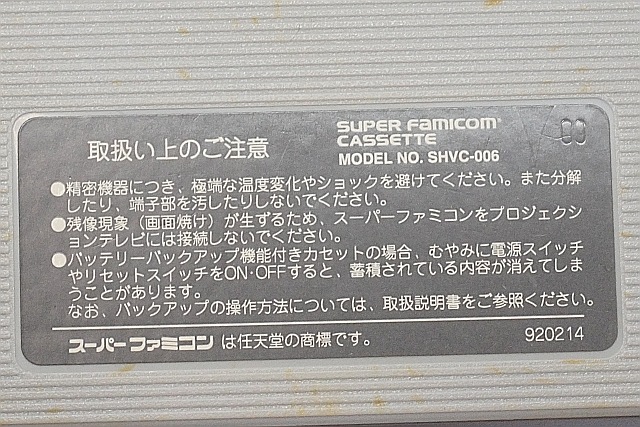 取扱い上のご注意
SUPER FAMICOM
CASSETTE
MODEL NO. SHVC-006
00
●精密機器につき、極端な温度変化やショックを避けてください。また分解
したり、端子部を汚したりしないでください。
●残像現象（画面焼け）が生ずるため、スーパーファミコンをプロジェクシ
ョンテレビには接続しないでください。
●バッテリーバックアップ機能付きカセットの場合、むやみに電源スイッチ
やリセットスイッチをON・OFFすると、蓄積されている内容が消えてしま
うことがあります。
なお、バックアップの操作方法については、取扱説明書をご参照ください。
スーパーファミコンは任天堂の商標です。
920214